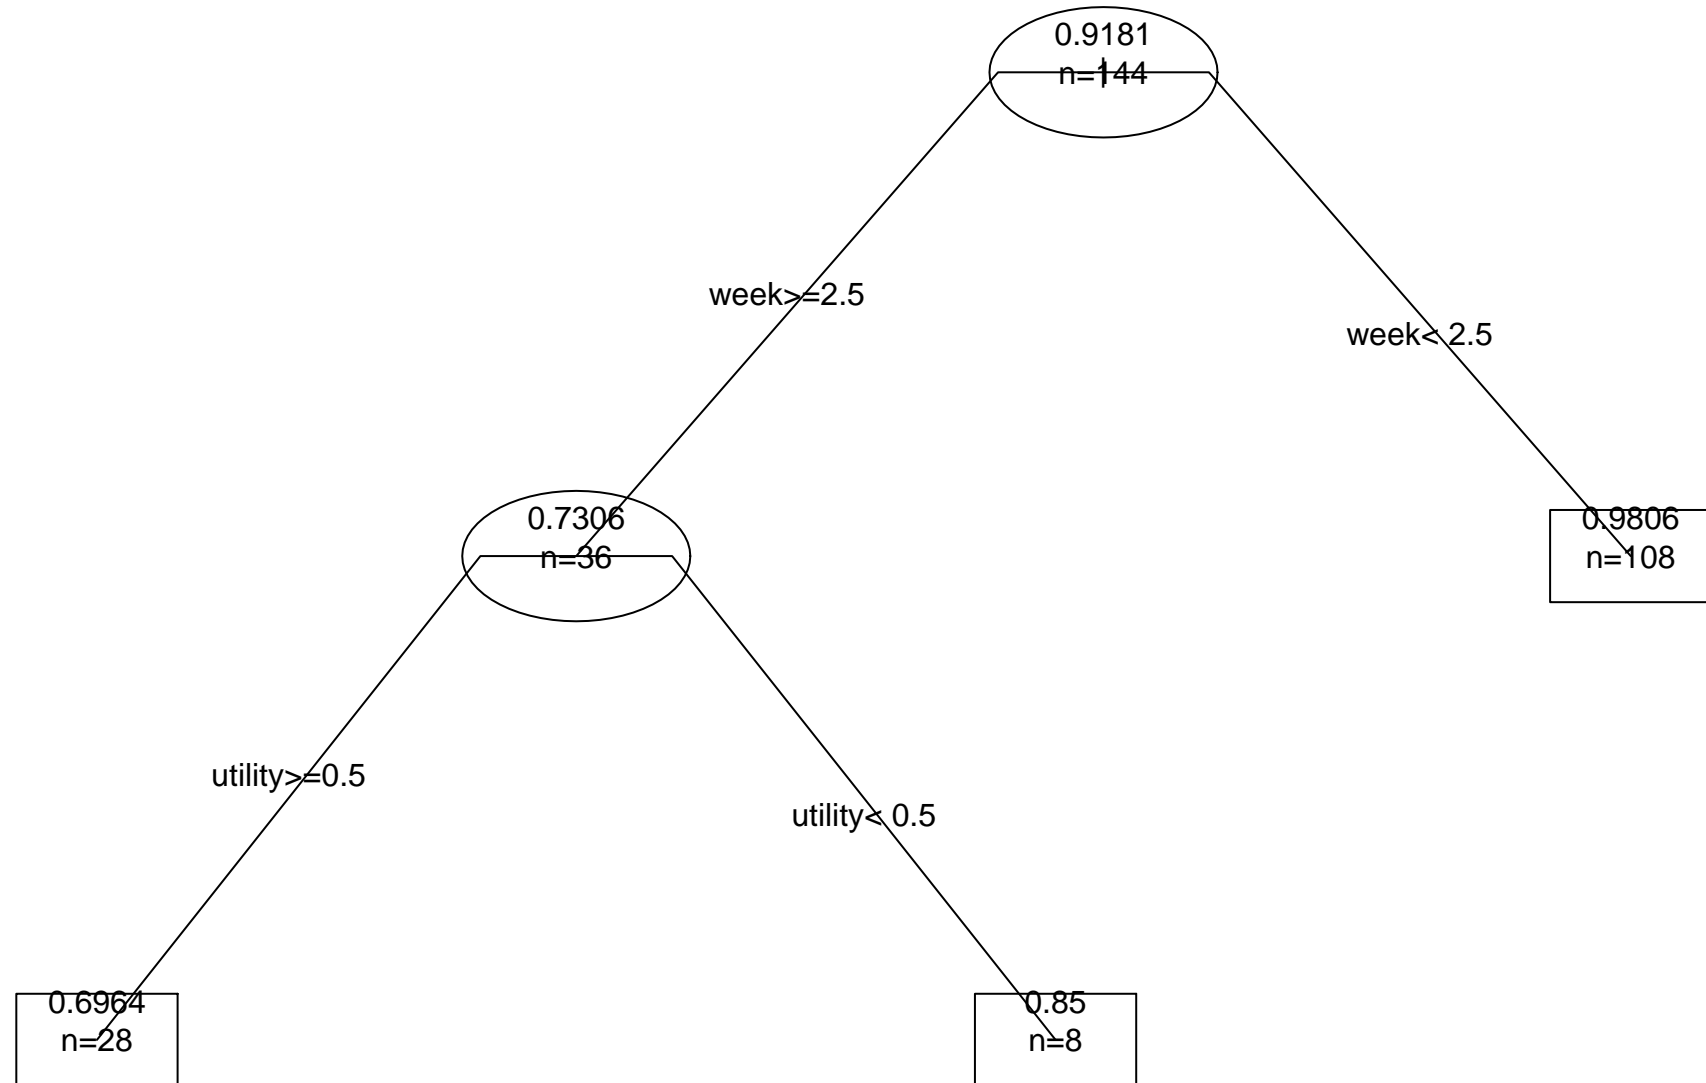 0.9181
n=144
week>=2.5
week< 2.5
0.7306
n=36
0.9806
n=108
utility>=0.5
utility< 0.5
0.6964
n=28
0.85
n=8